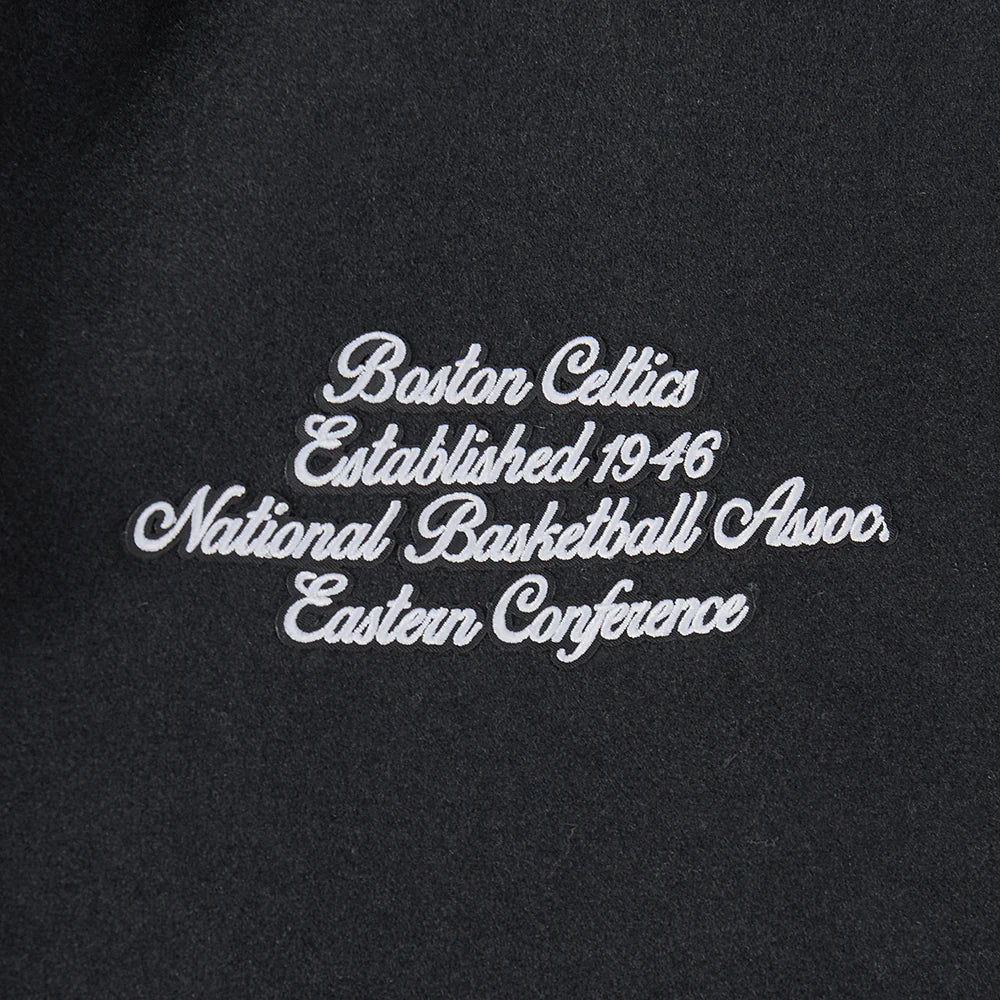 Boston Celtics
Established 1946
National Basketball Assoc.
Eastern Conference